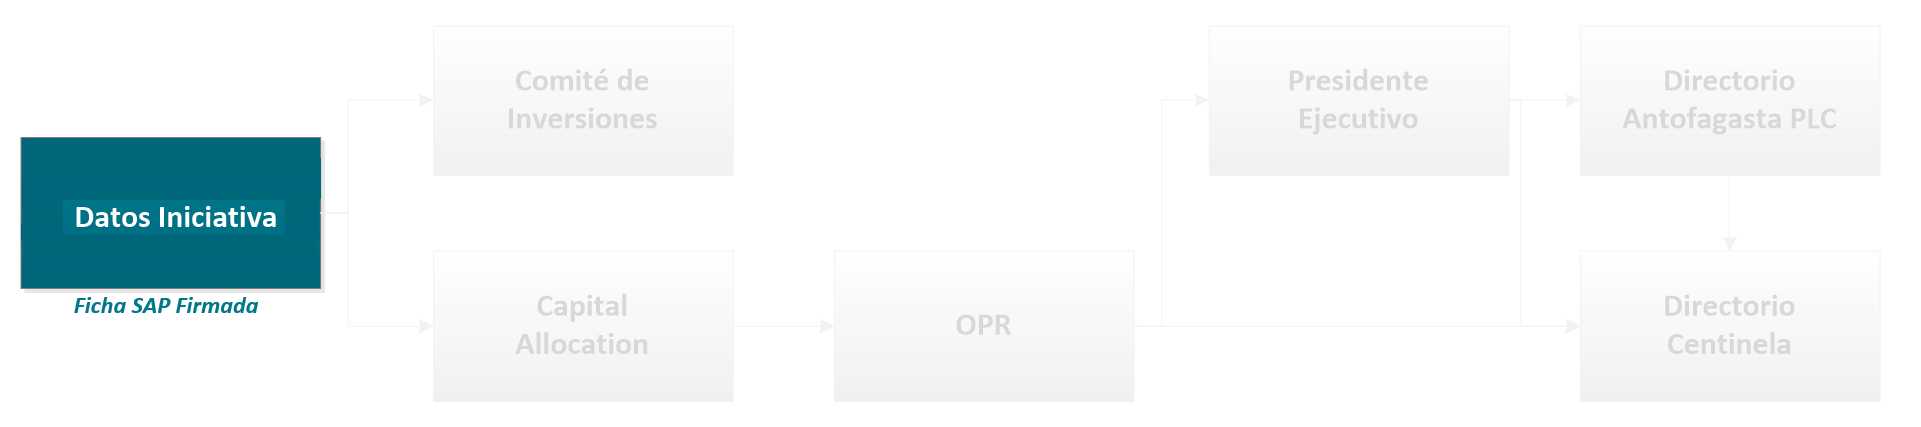 Datos Iniciativa
Ficha SAP Firmada
Comité de
Inversiones
Capital
Allocation
OPR
Presidente
Ejecutivo
Directorio
Antofagasta PLC
Directorio
Centinela